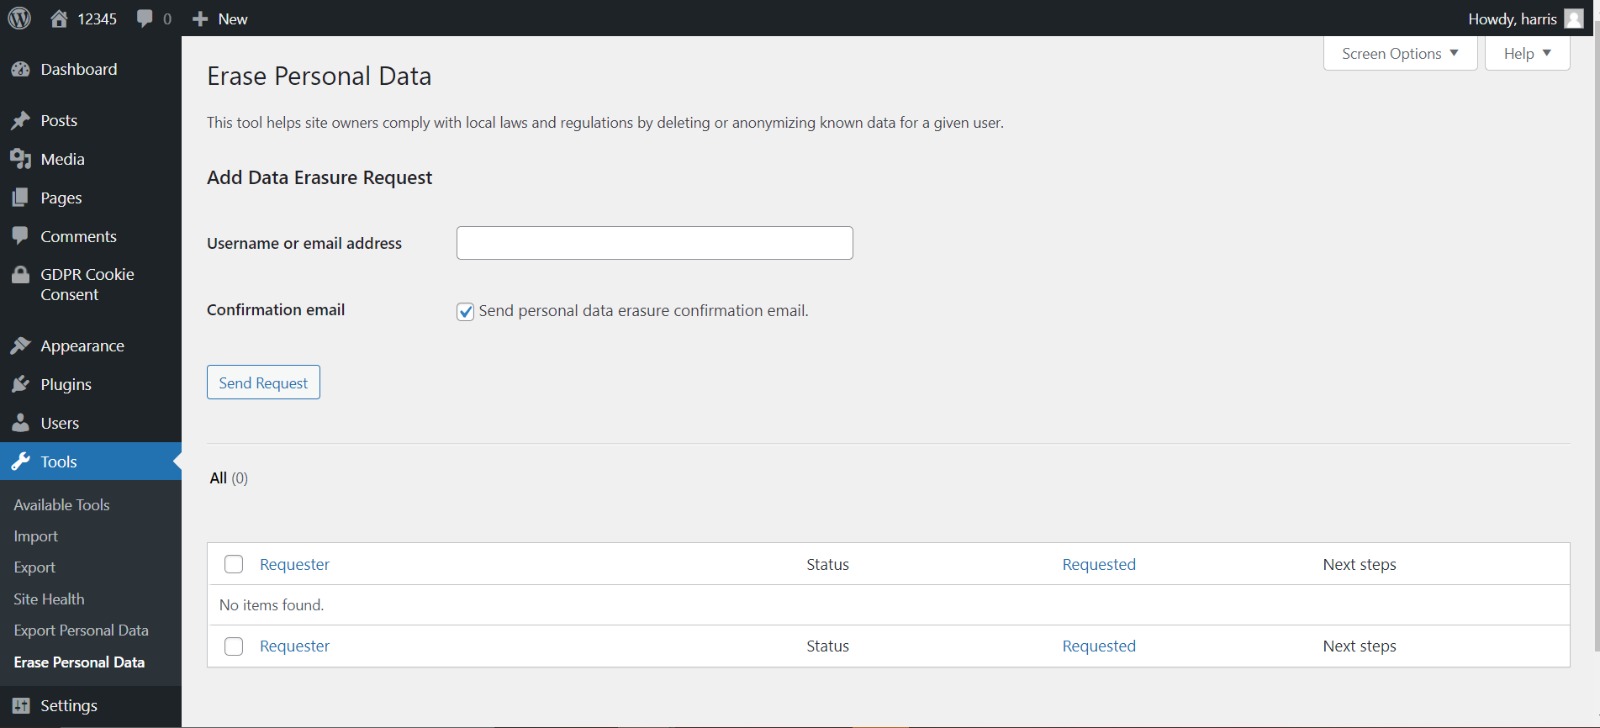 12345 0 New Howdy, harris
Dashboard
Posts
Media
Pages
Comments
GDPR Cookie
Consent
Appearance
Plugins
Users
Tools
Available Tools
Import
Export
Site Health
Export Personal Data
Erase Personal Data
Settings
Screen Options Help
Erase Personal Data
This tool helps site owners comply with local laws and regulations by deleting or anonymizing known data for a given user.
Add Data Erasure Request
Username or email address
Confirmation email Send personal data erasure confirmation email.
Send Request
All (0)
Requester Status Requested Next steps
No items found.
Requester Status Requested Next steps